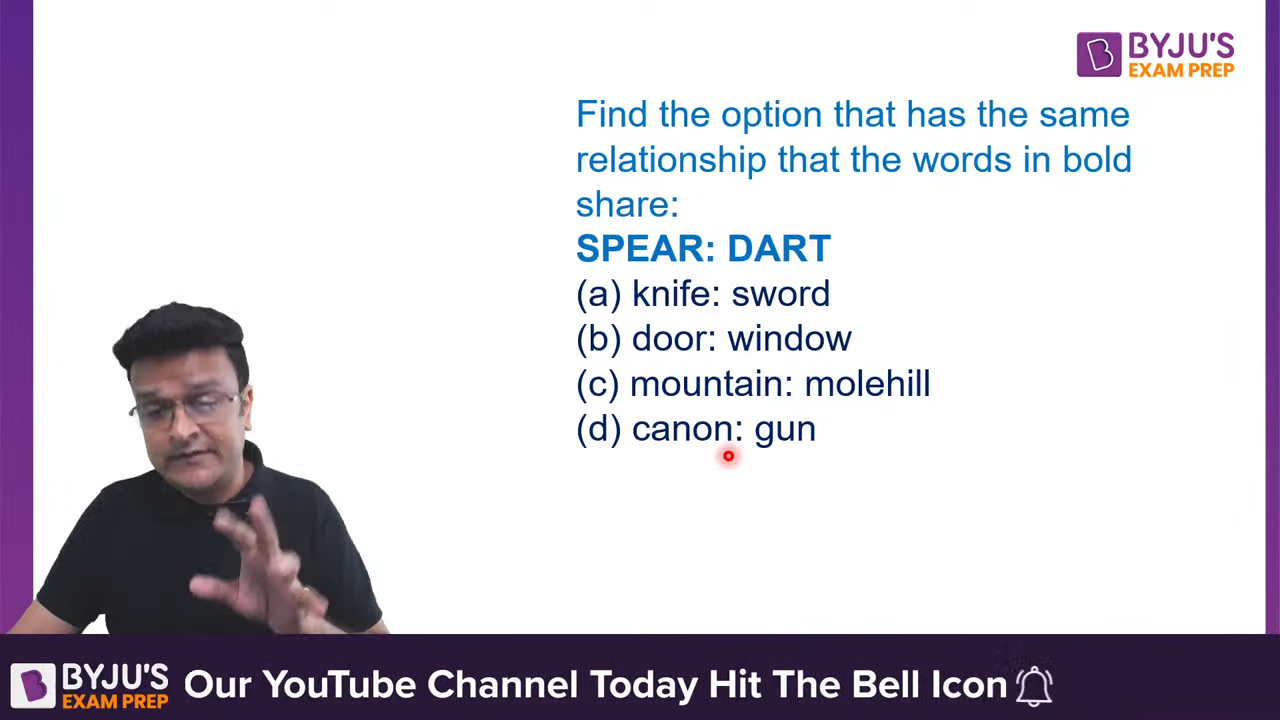 BYJU'S
EXAM PREP
Find the option that has the same
relationship that the words in bold
share:
SPEAR: DART
(a) knife: sword
(b) door: window
(c) mountain: molehill
(d) canon: gun
BYJU'S
EXAM PREP
Our YouTube Channel Today Hit The Bell Icon